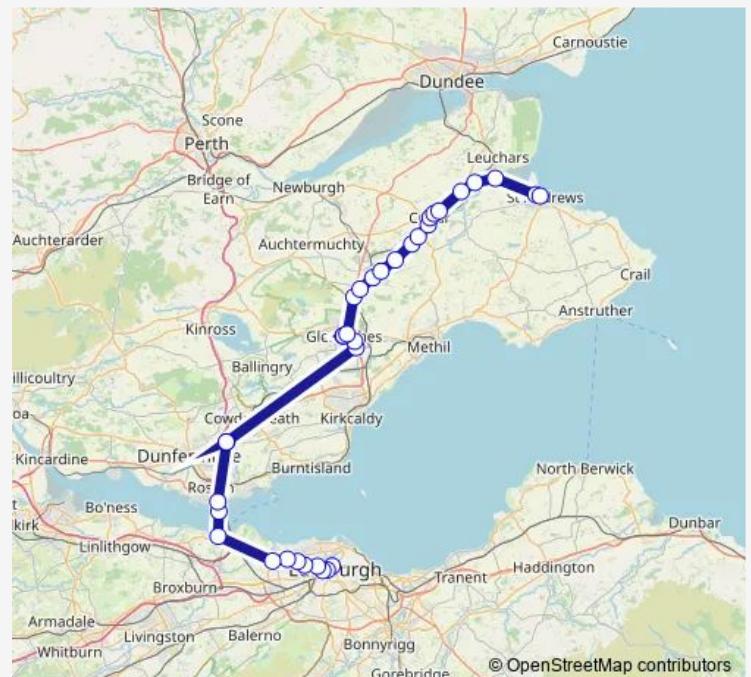 Carnoustie
Dundee
Scone
Perth
Leuchars
Bridge of
Earn
Newburgh
Auchterarder
Auchtermuchty
Crail
Anstruther
Kinross
Methil
Ballingry
Kirkcaldy
Kincardine
Burntisland
North Berwick
Bo'ness
Dunbar
Linlithgow
Haddington
Tranent
Broxburn
Armadale
Livingston
Balerno
Bonnyrigg
Whitburn
Gorebridge
© OpenStreetMap contributors